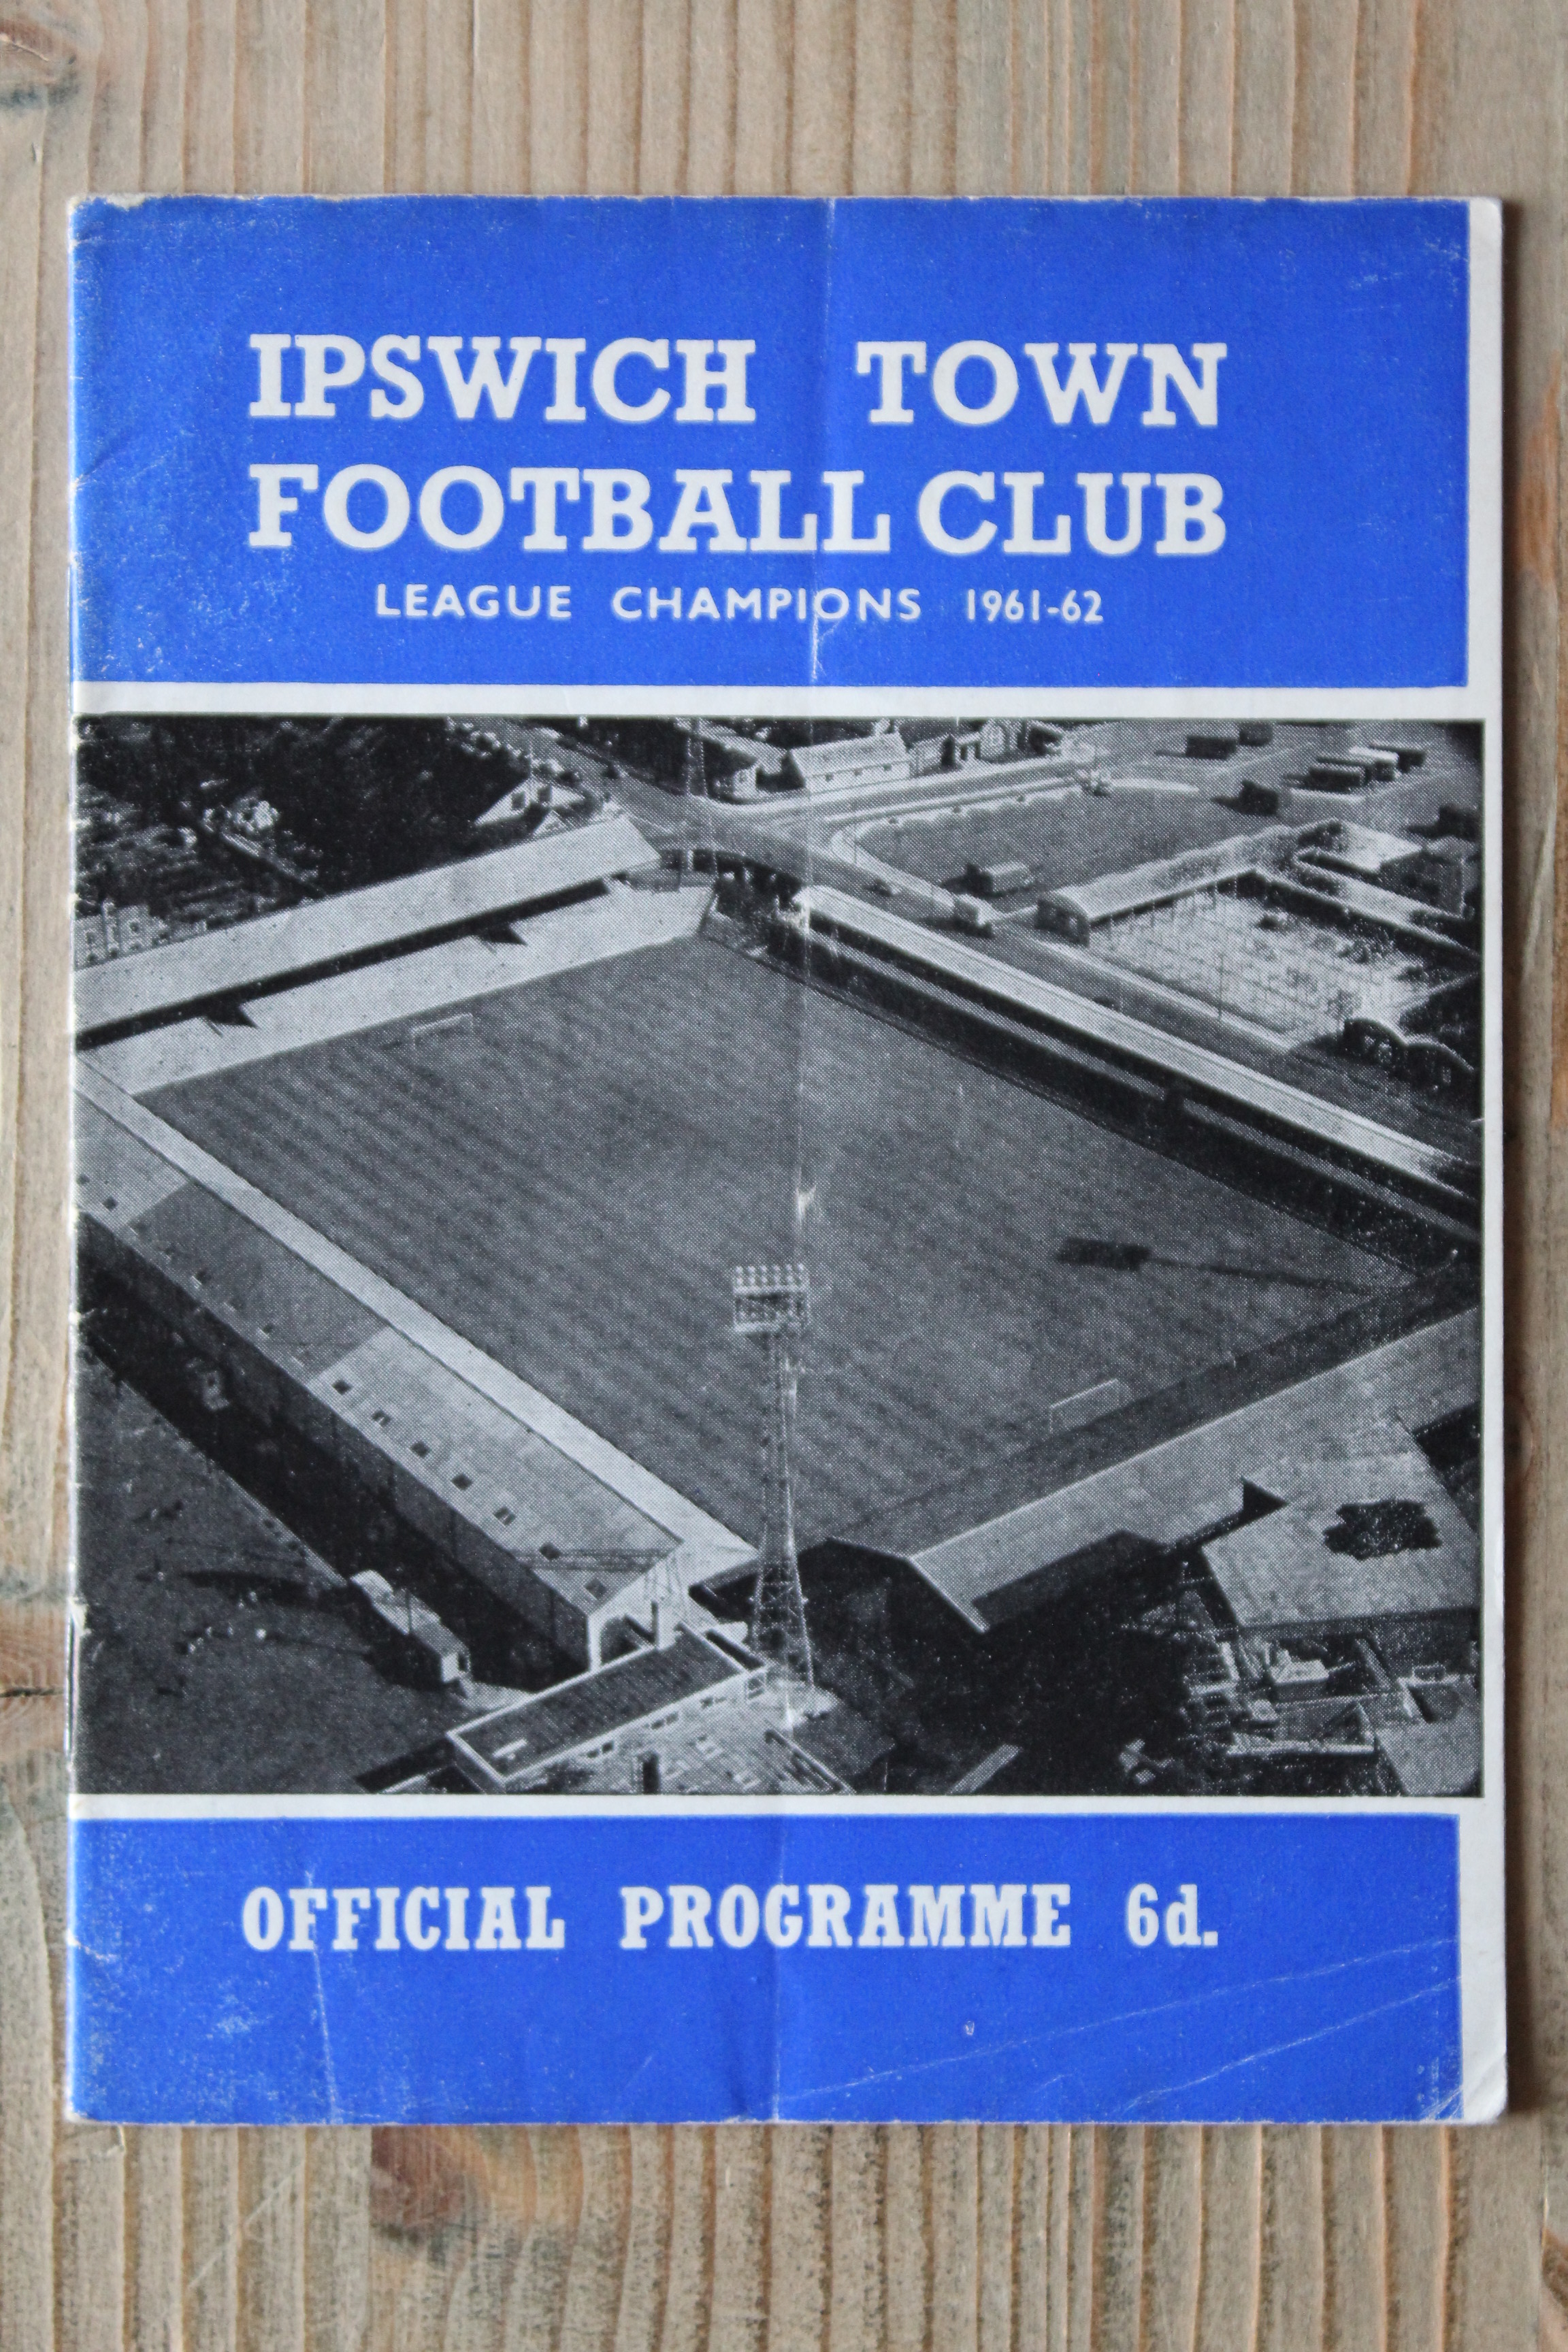 IPSWICH TOWN
FOOTBALL CLUB
LEAGUE CHAMPIONS 1961-62
OFFICIAL PROGRAMME 6d.